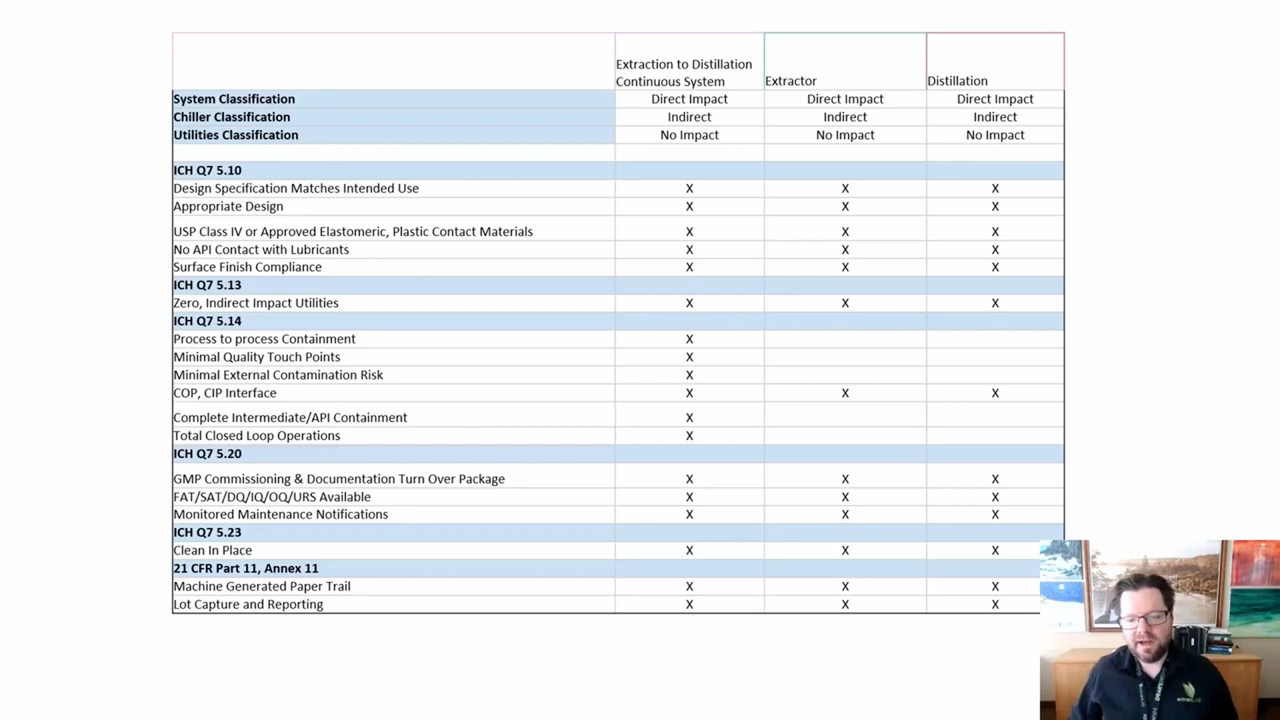 Extraction to Distillation
Continuous System Extractor Distillation
System Classification Direct Impact Direct Impact Direct Impact
Chiller Classification Indirect Indirect Indirect
Utilities Classification No Impact No Impact No Impact
ICH Q7 5.10
Design Specification Matches Intended Use X X X
Appropriate Design X X X
USP Class IV or Approved Elastomeric, Plastic Contact Materials X X X
No API Contact with Lubricants X X X
Surface Finish Compliance X X X
ICH Q7 5.13
Zero, Indirect Impact Utilities X X X
ICH Q7 5.14
Process to process Containment X
Minimal Quality Touch Points X
Minimal External Contamination Risk X
COP, CIP Interface X X X
Complete Intermediate/API Containment X
Total Closed Loop Operations X
ICH Q7 5.20
GMP Commissioning & Documentation Turn Over Package X X X
FAT/SAT/DQ/IQ/OQ/URS Available X X X
Monitored Maintenance Notifications X X X
ICH Q7 5.23
Clean In Place X X X
21 CFR Part 11, Annex 11
Machine Generated Paper Trail X X X
Lot Capture and Reporting X X X